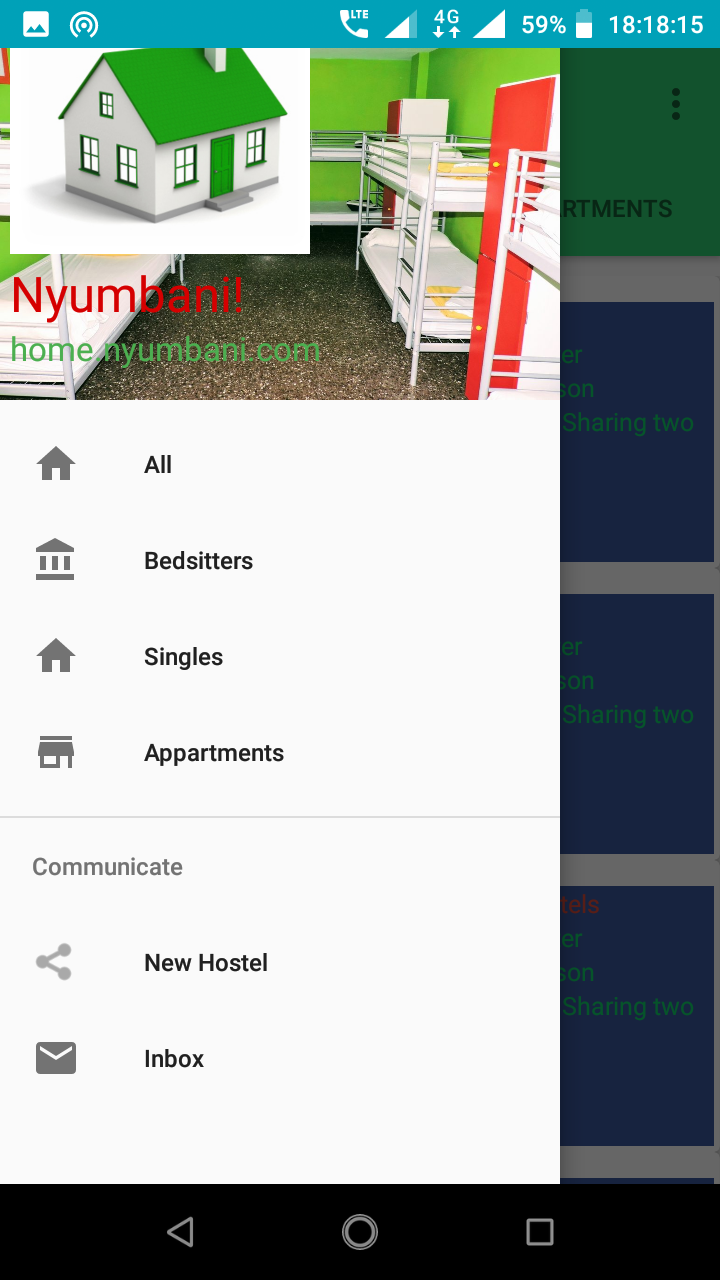 LTE 4G 59% 18:18:15
RTMENTS
Nyumbani!
home nyumbani.com
er
son
Sharing two
All
Bedsitters
er
Singles
son
Sharing two
Appartments
Communicate
tels
er
New Hostel
son
Sharing two
Inbox